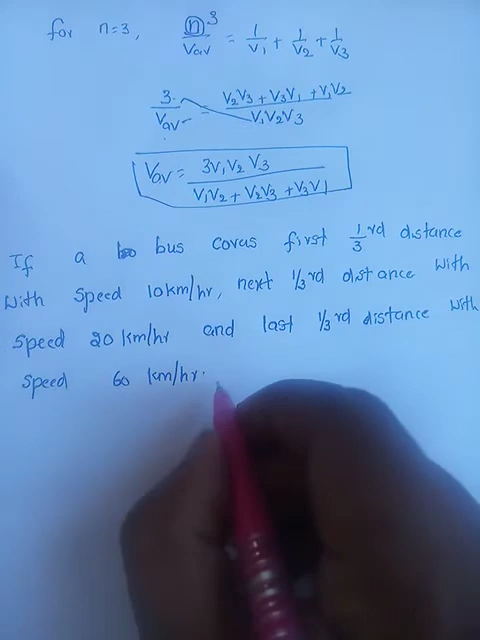 for n=3, n³/Vav = 1/V₁ + 1/V₂ + 1/V₃
3/Vav = V₂V₃ + V₃V₁ + V₁V₂ / V₁V₂V₃
Vav = 3V₁V₂V₃ / V₁V₂ + V₂V₃ + V₃V₁
If a bus covus first 1/3rd distance
with speed 10km/hr, next 1/3rd distance with
speed 20 km/hr and last 1/3rd distance with
speed 60 km/hr.